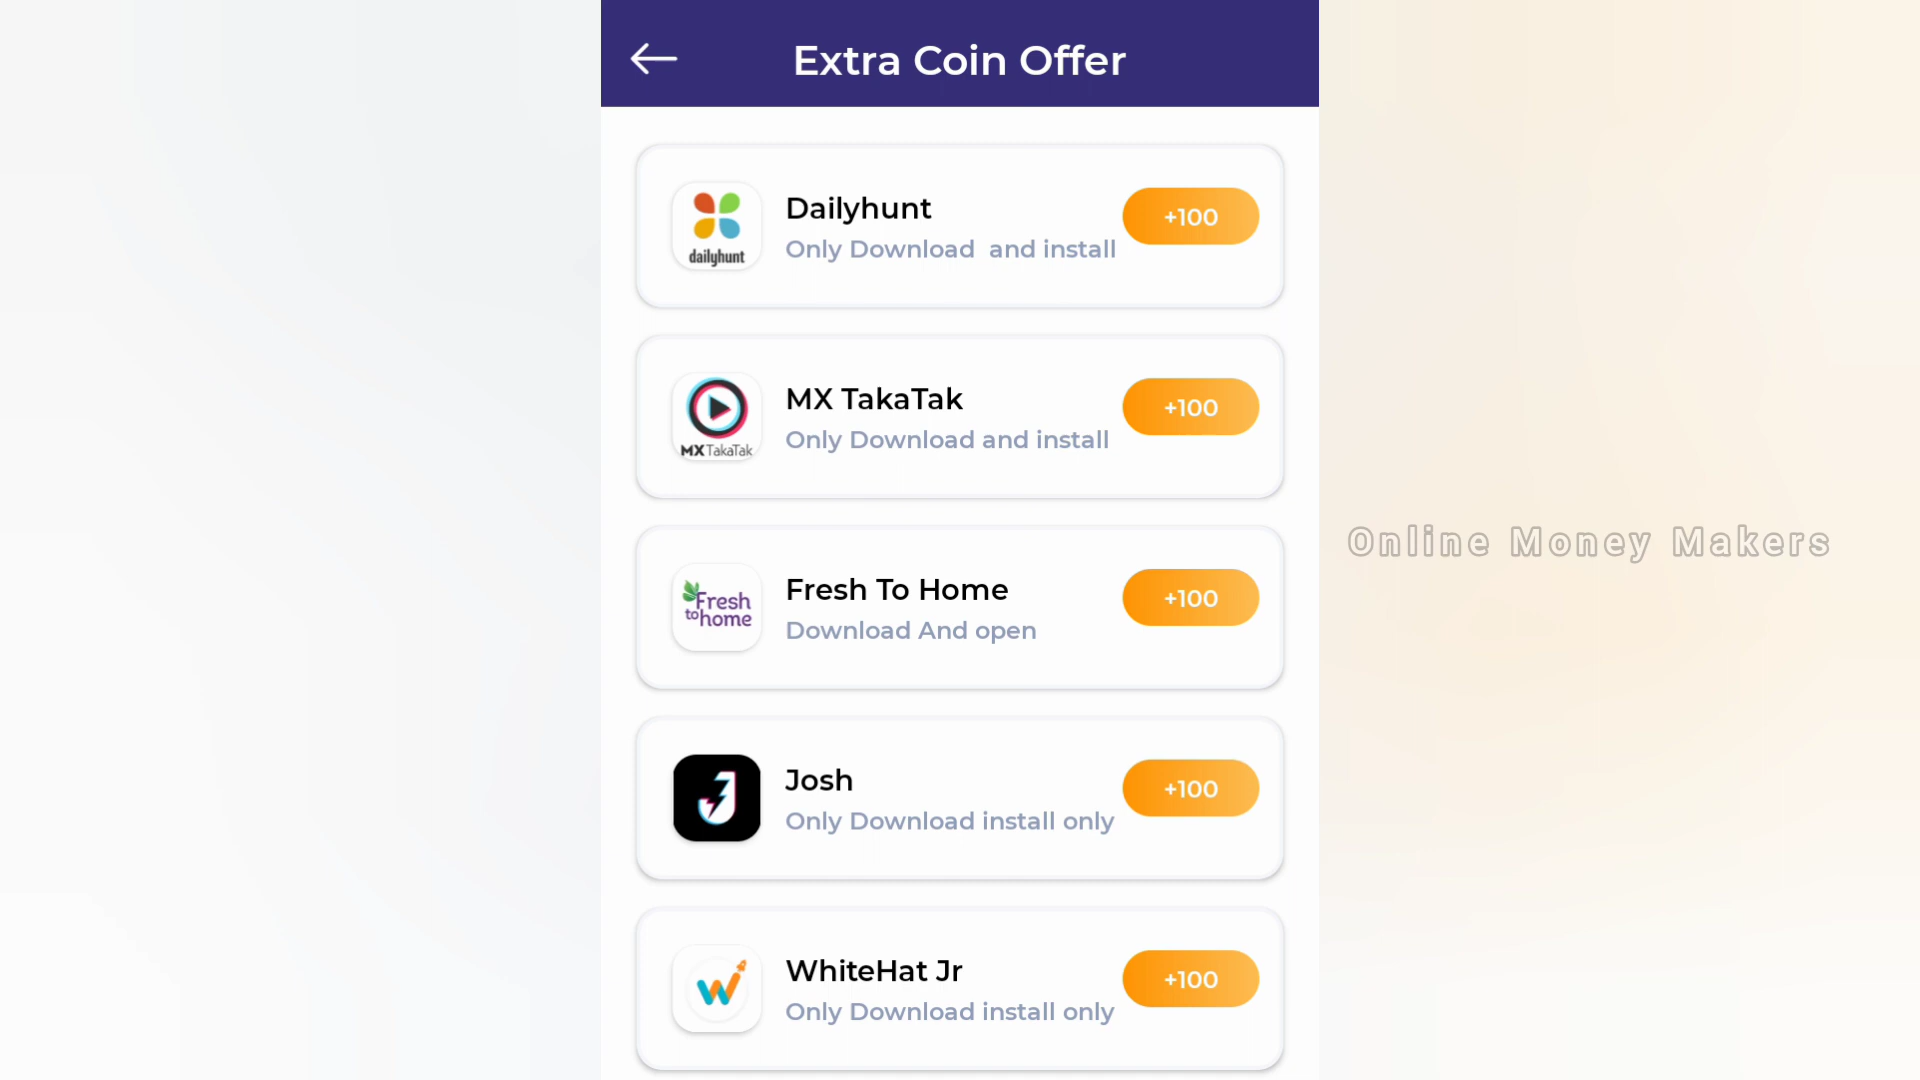 Extra Coin Offer
dailyhunt
Dailyhunt
Only Download  and install
+100
MX TakaTak
MX TakaTak
Only Download and install
+100
Fresh
to home
Fresh To Home
Download And open
+100
Josh
Only Download install only
+100
WhiteHat Jr
Only Download install only
+100
Online Money Makers